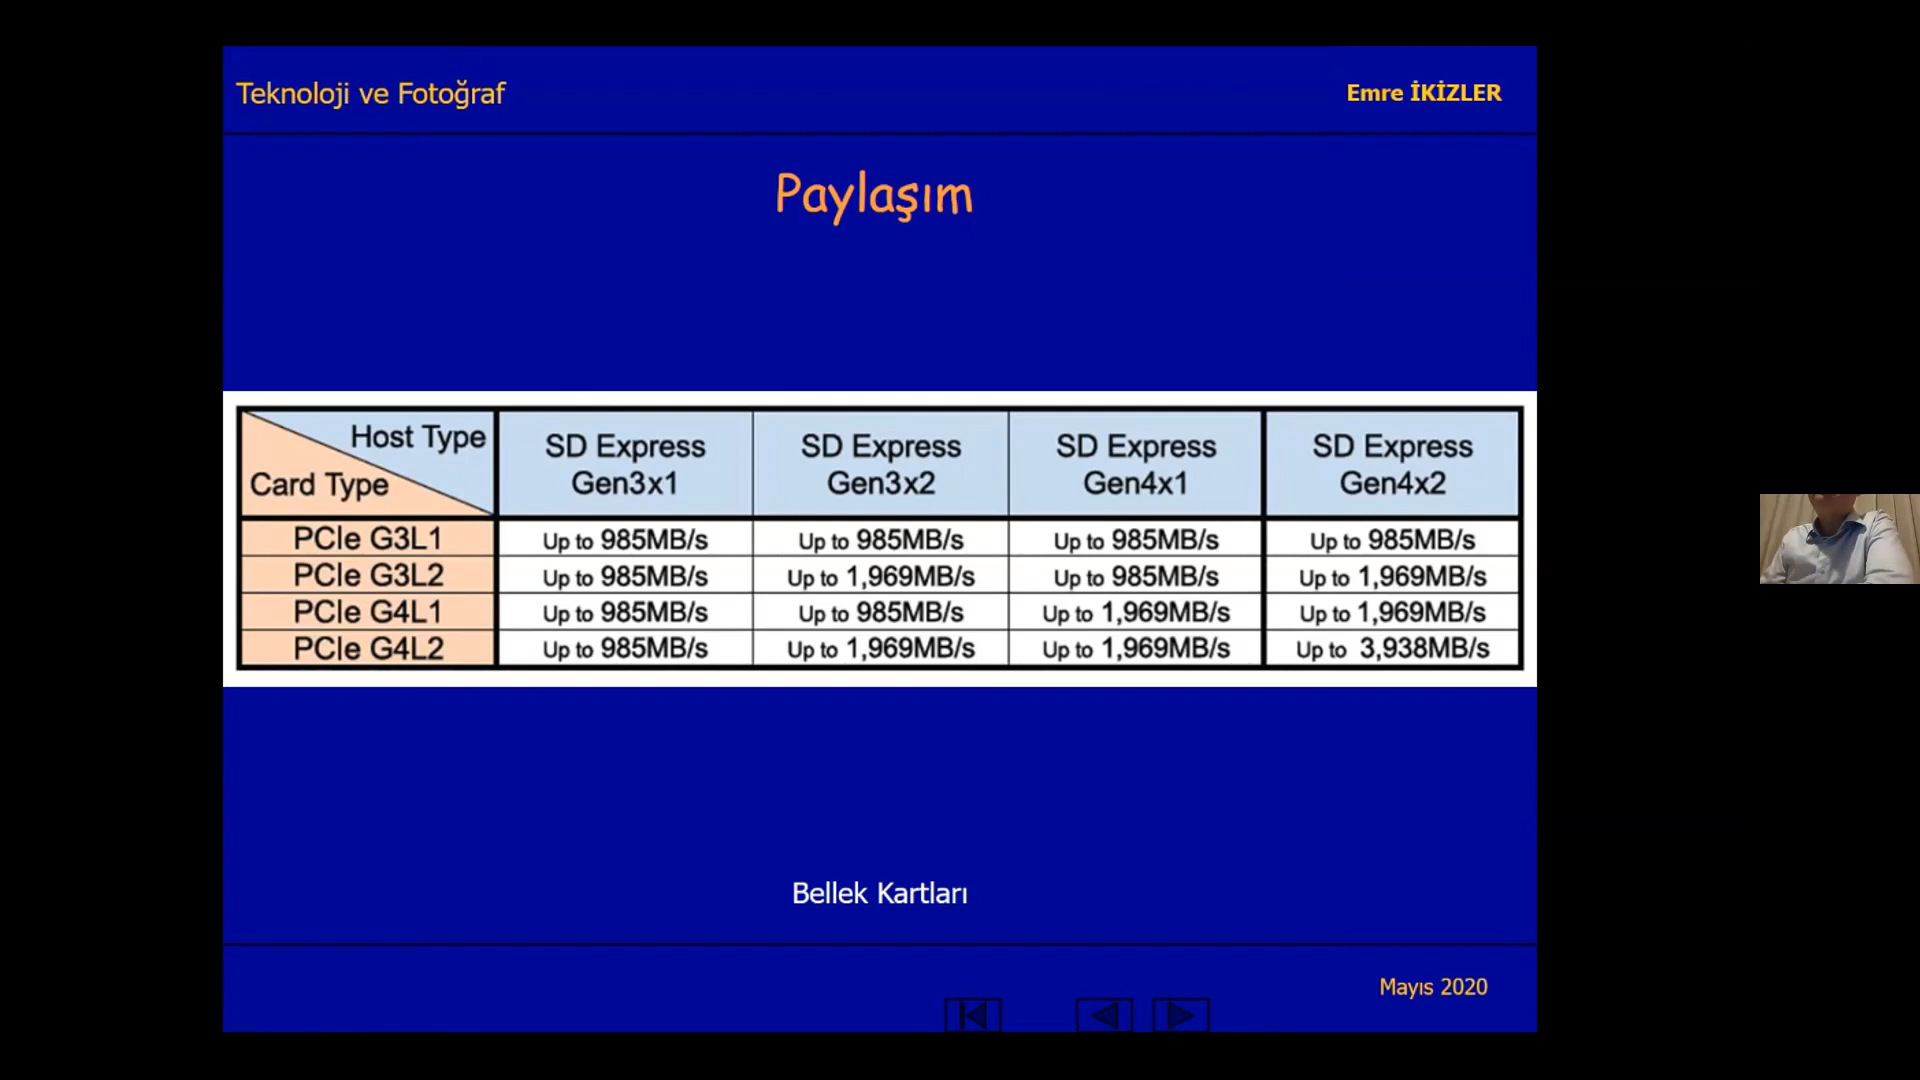 Teknoloji ve Fotoğraf
Emre İKİZLER
Paylaşım
Host Type
Card Type
SD Express Gen3x1
SD Express Gen3x2
SD Express Gen4x1
SD Express Gen4x2
PCIe G3L1 Up to 985MB/s Up to 985MB/s Up to 985MB/s Up to 985MB/s
PCIe G3L2 Up to 985MB/s Up to 1,969MB/s Up to 985MB/s Up to 1,969MB/s
PCIe G4L1 Up to 985MB/s Up to 985MB/s Up to 1,969MB/s Up to 1,969MB/s
PCIe G4L2 Up to 985MB/s Up to 1,969MB/s Up to 1,969MB/s Up to 3,938MB/s
Bellek Kartları
Mayıs 2020